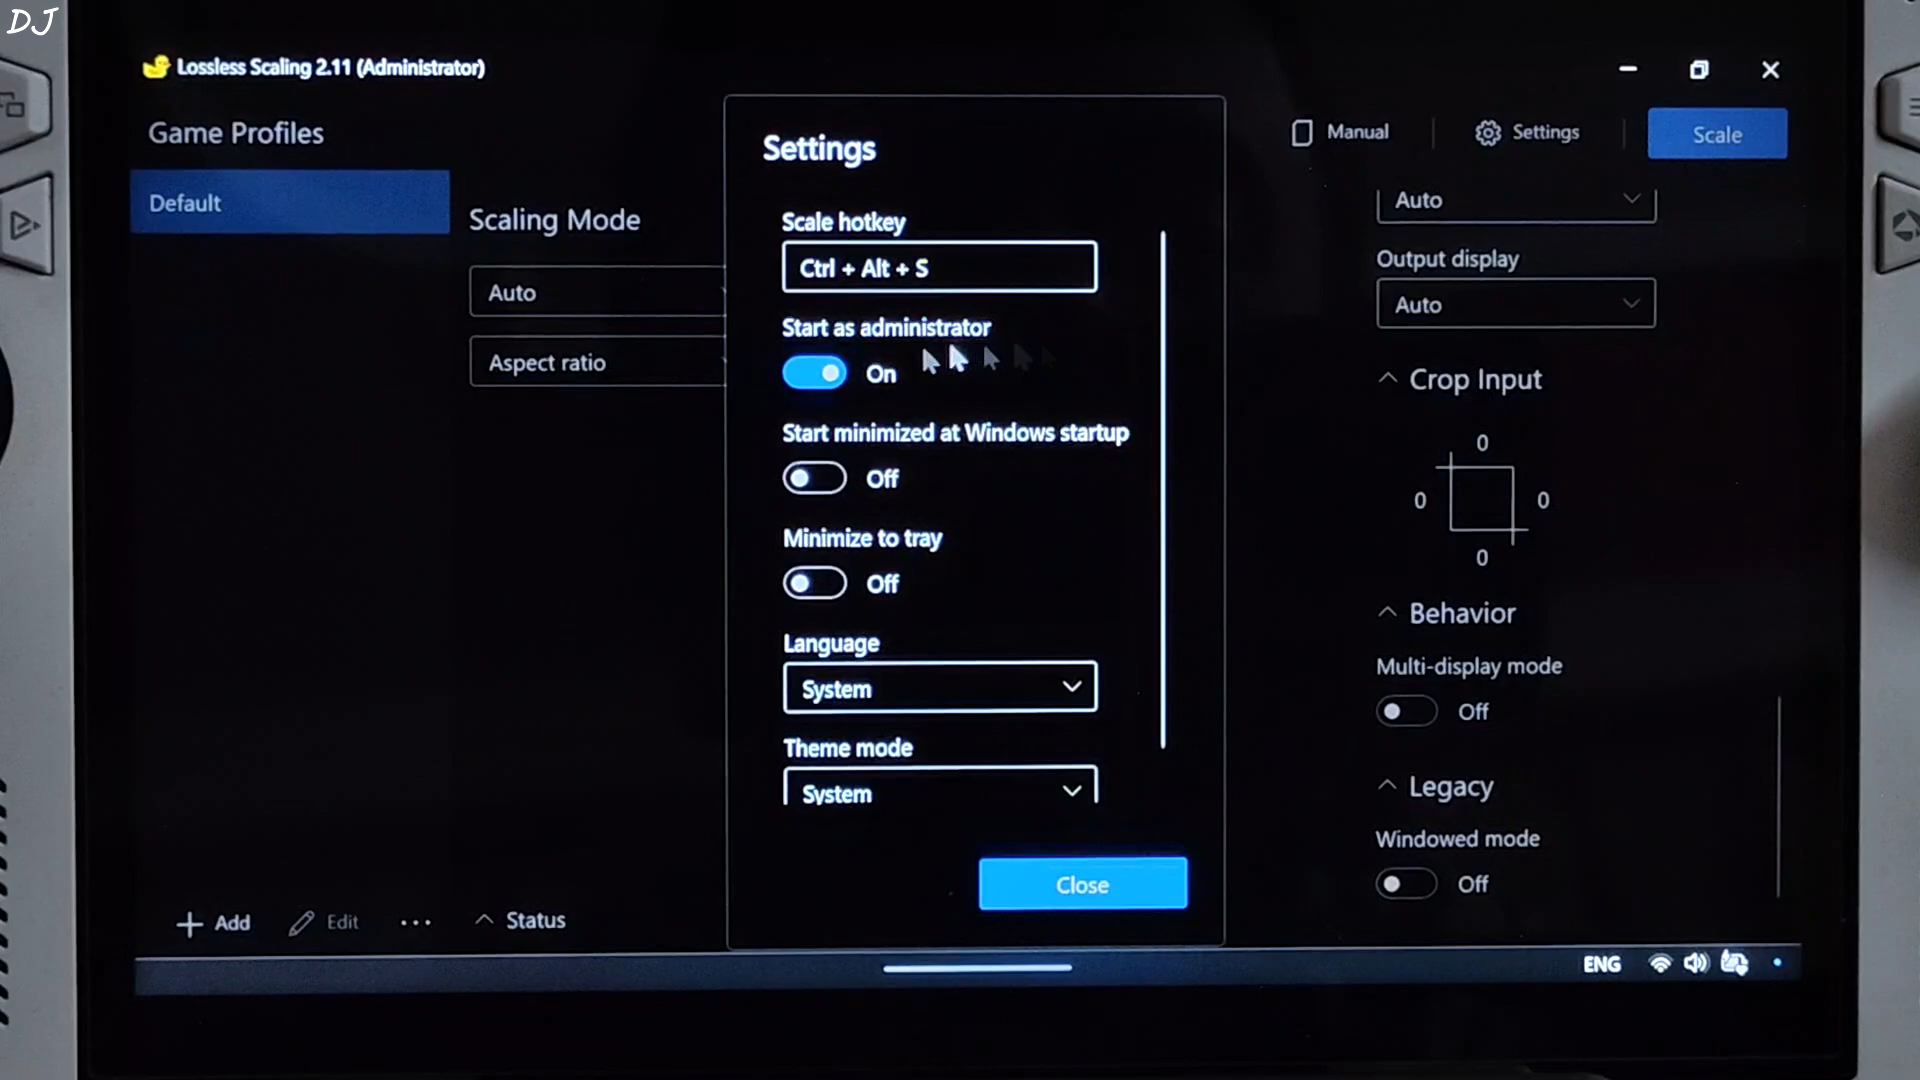 DJ
Lossless Scaling 2.11 (Administrator)
Game Profiles
Default
Scaling Mode
Auto
Aspect ratio
Settings
Scale hotkey
Ctrl + Alt + S
Start as administrator
On
Start minimized at Windows startup
Off
Minimize to tray
Off
Language
System
Theme mode
System
Close
Manual
Settings
Scale
Auto
Output display
Auto
Crop Input
0
0
0
0
Behavior
Multi-display mode
Off
Legacy
Windowed mode
Off
Add
Edit
...
Status
ENG